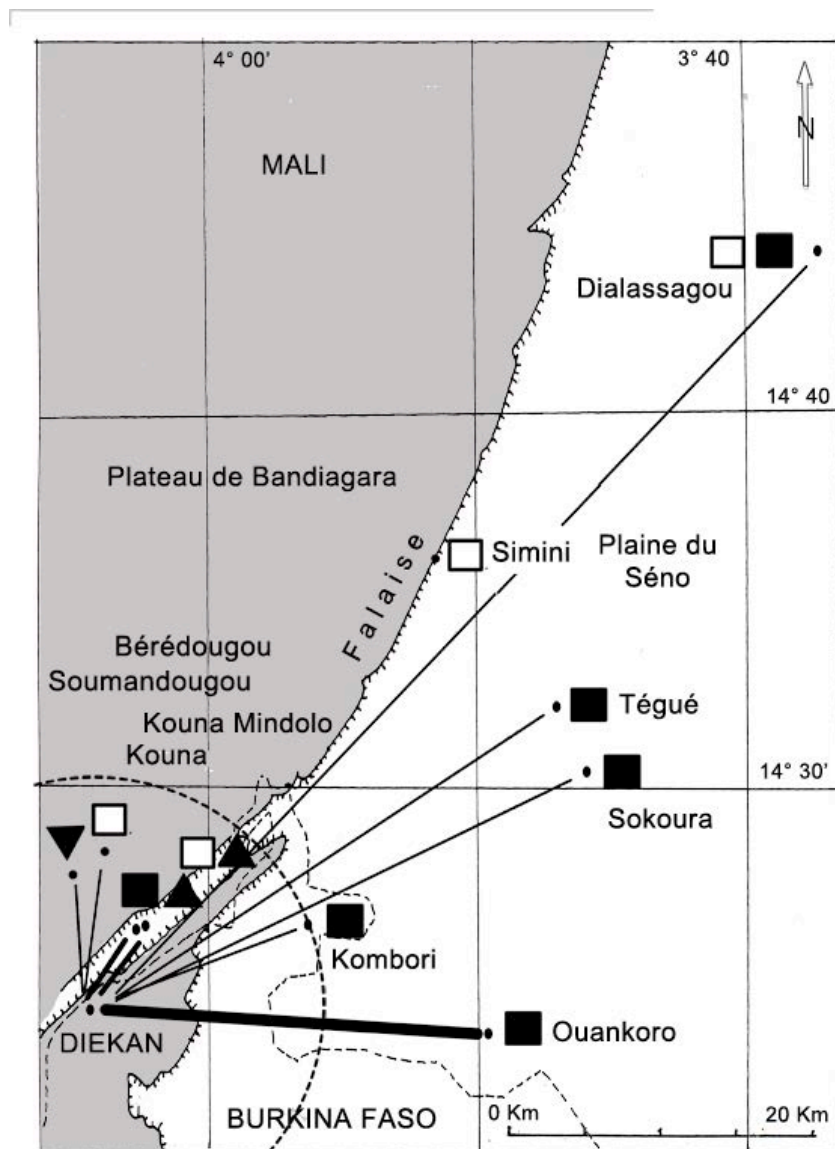 4° 00'
3° 40
N
MALI
Dialassagou
14° 40
Plateau de Bandiagara
Falaise
Simini
Plaine du
Séno
Bérédougou
Soumandougou
Kouna Mindolo
Kouna
Tégué
14° 30'
Sokoura
Kombori
DIEKAN
Ouankoro
BURKINA FASO
0 Km
20 Km